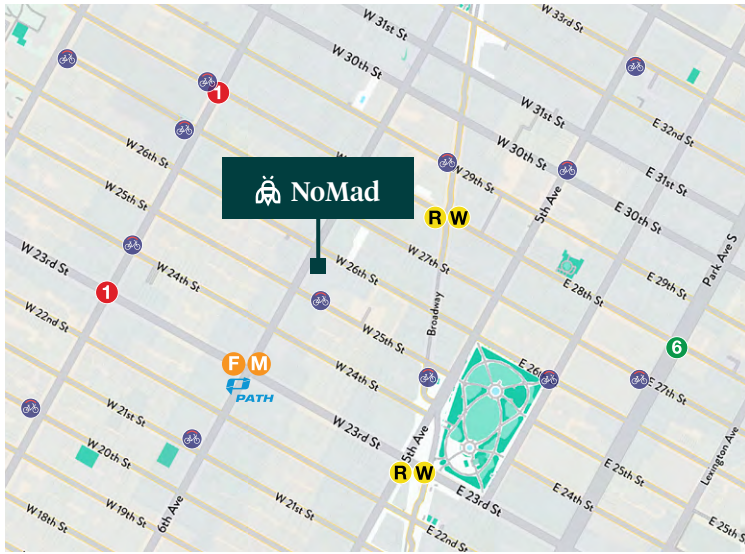 W 33rd St
W 31st St
W 30th St
W 31st St
E 32nd St
1
W 30th St
E 31st St
W 26th St
W 29th St
E 30th St
NoMad
5th Ave
W 25th St
R W
Park Ave S
W 27th St
E 29th St
W 23rd St
W 24th St
W 26th St
E 28th St
1
Broadway
W 22nd St
W 25th St
6
F M
E 26
W 24th St
E 27th St
PATH
W 21st St
W 23rd St
5th Ave
Lexington Ave
W 20th St
R W
E 25th St
6th Ave
W 21st St
E 23rd St
E 24th St
W 19th St
W 18th St
E 22nd St
E 25th St